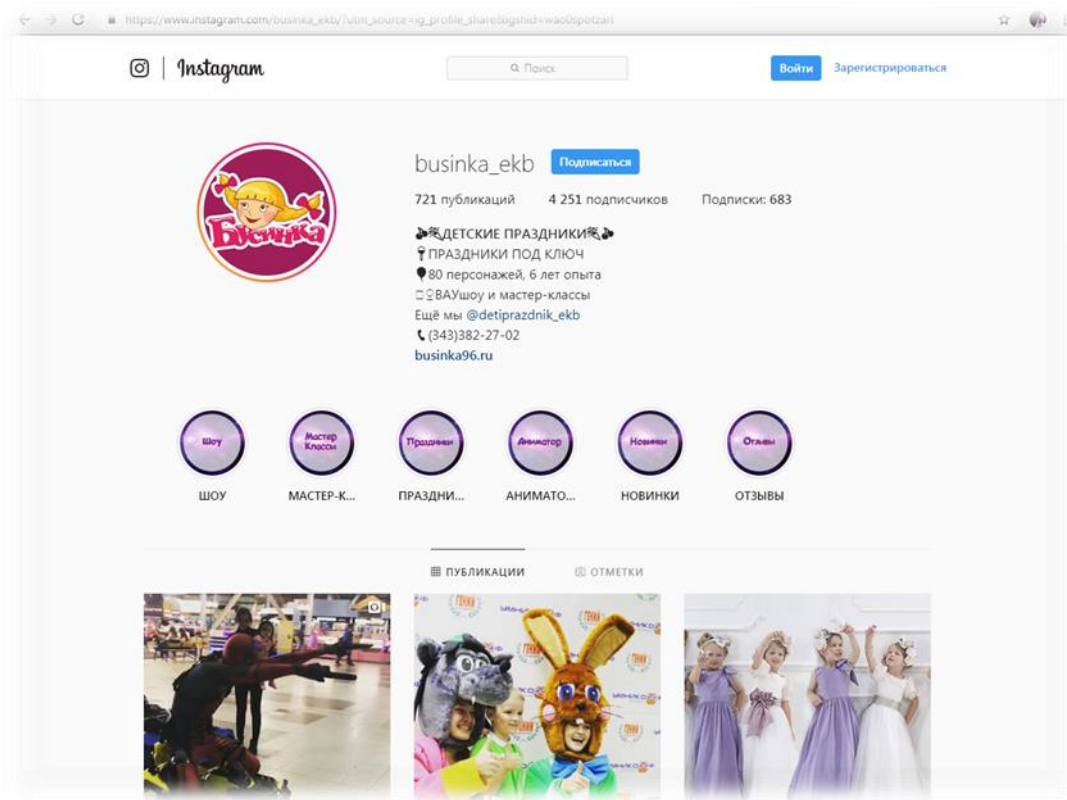 https://www.instagram.com/businka_ekb/?utm_source=ig_profile_share&igshid=wao0spotzarl
Instagram
Поиск
Войти
Зарегистрироваться
Бусинка
businka_ekb
Подписаться
721 публикаций 4 251 подписчиков Подписки: 683
ДЕТСКИЕ ПРАЗДНИКИ
ПРАЗДНИКИ ПОД КЛЮЧ
80 персонажей, 6 лет опыта
ВАУшоу и мастер-классы
Ещё мы @detiprazdnik_ekb
(343)382-27-02
businka96.ru
Шоу
Мастер
Классы
Праздники
Аниматор
Новинки
Отзывы
ШОУ МАСТЕР-К... ПРАЗДНИ... АНИМАТО... НОВИНКИ ОТЗЫВЫ
ПУБЛИКАЦИИ ОТМЕТКИ